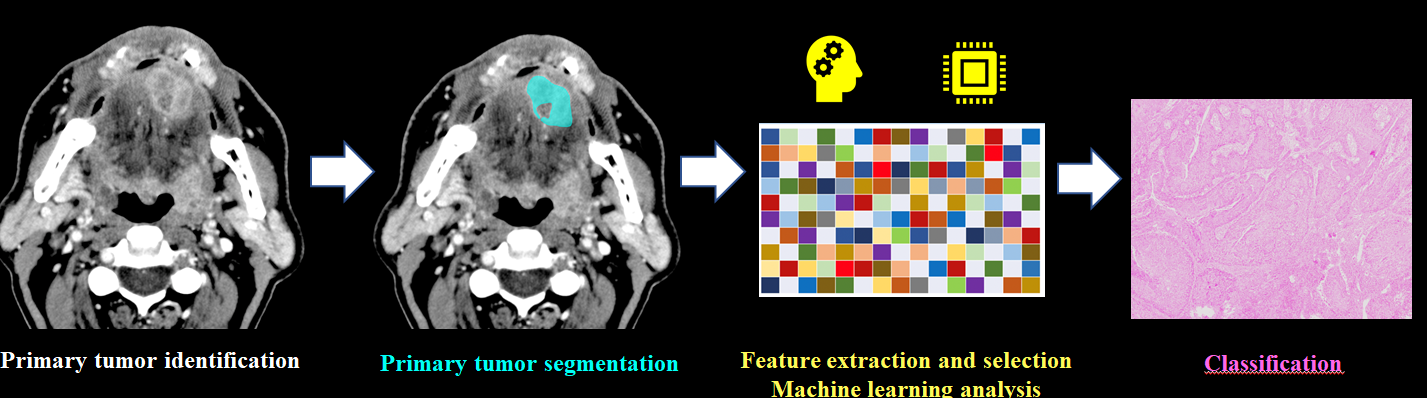 Primary tumor identification
Primary tumor segmentation
Feature extraction and selection
Machine learning analysis
Classification